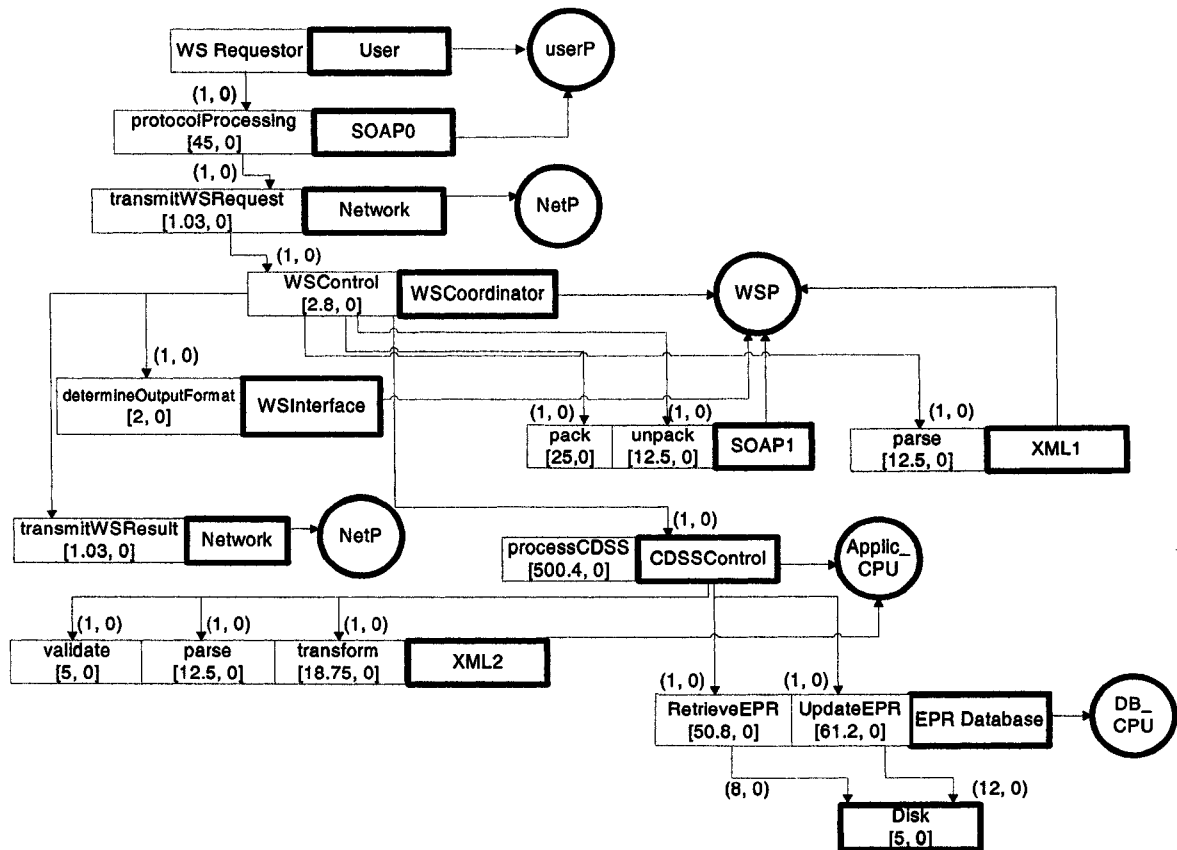 WS Requestor
User
userP
(1, 0)
protocolProcessing
[45, 0]
SOAP0
(1, 0)
transmitWSRequest
[1.03, 0]
Network
NetP
(1, 0)
WSControl
[2.8, 0]
WSCoordinator
WSP
(1, 0)
determineOutputFormat
[2, 0]
WSInterface
(1, 0)
(1, 0)
pack
[25,0]
unpack
[12.5, 0]
SOAP1
(1, 0)
parse
[12.5, 0]
XML1
transmitWSResult
[1.03, 0]
Network
NetP
(1, 0)
processCDSS
[500.4, 0]
CDSSControl
Applic_
CPU
(1, 0)
(1, 0)
(1, 0)
validate
[5, 0]
parse
[12.5, 0]
transform
[18.75, 0]
XML2
(1, 0)
(1, 0)
RetrieveEPR
[50.8, 0]
UpdateEPR
[61.2, 0]
EPR Database
DB_
CPU
(8, 0)
(12, 0)
Disk
[5, 0]